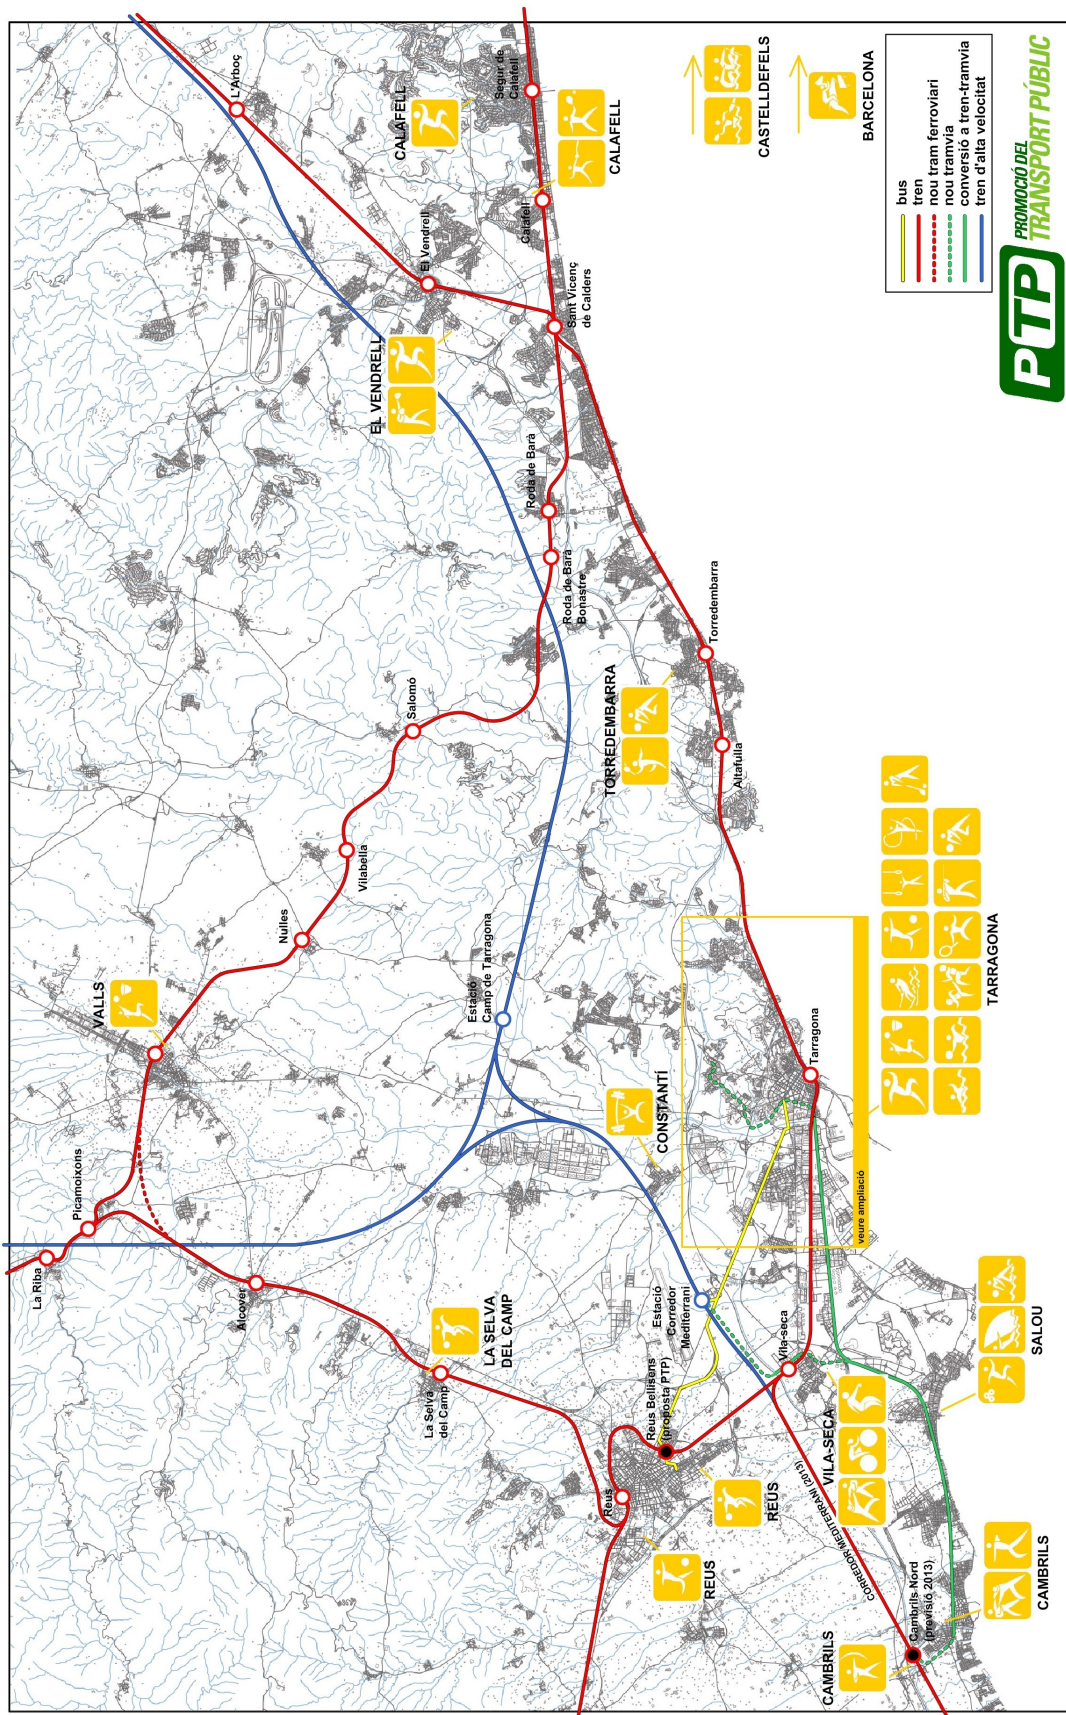 La Riba
Picamoixons
Alcover
VALLS
Nulles
Vilabella
Salomó
L'Arboç
CALAFELL
Segur de
Calafell
CALAFELL
Calafell
El Vendrell
EL VENDRELL
Sant Vicenç
de Calders
Roda de Barà
Roda de Barà
Bonastre
TORREDEMBARRA
Torredembarra
Altafulla
Estació
Camp de Tarragona
CONSTANTÍ
Tarragona
TARRAGONA
veure ampliació
LA SELVA
DEL CAMP
La Selva
del Camp
Reus
REUS
REUS
Reus Bellisens
(proposta PTP)
Estació
Corredor
Mediterrani
Vila-seca
VILA-SECA
SALOU
CORREDOR MEDITERRANI (2013)
Cambrils-Nord
(previsió 2013)
CAMBRILS
CAMBRILS
CASTELLDEFELS
BARCELONA
bus
tren
nou tram ferroviari
nou tramvia
conversió a tren-tramvia
tren d'alta velocitat
PTP
PROMOCIÓ DEL
TRANSPORT PÚBLIC